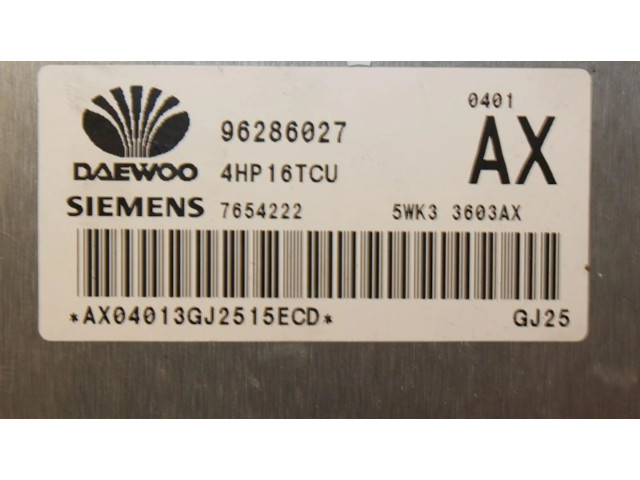 0401
96286027
AX
DAEWOO 4HP16TCU
SIEMENS 7654222 5WK3 3603AX
*AX04013GJ2515ECD* GJ25